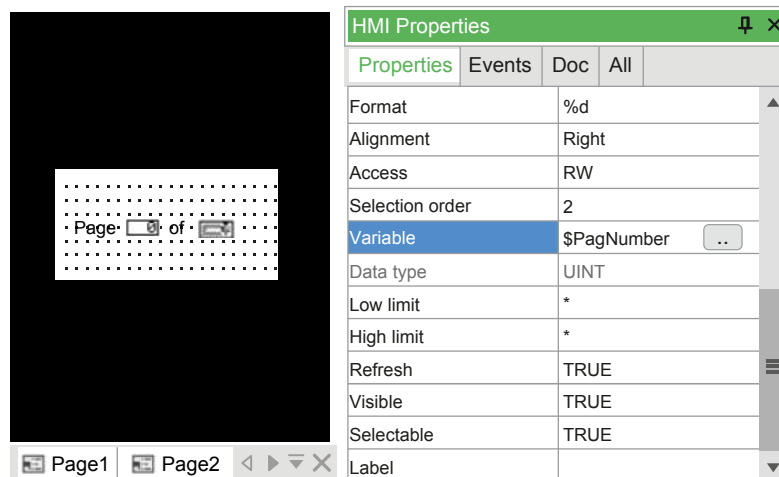 HMI Properties
Properties Events Doc All
Format %d
Alignment Right
Access RW
Selection order 2
Variable $PagNumber ..
Data type UINT
Low limit *
High limit *
Refresh TRUE
Visible TRUE
Selectable TRUE
Label
Page 0 of
Page1 Page2